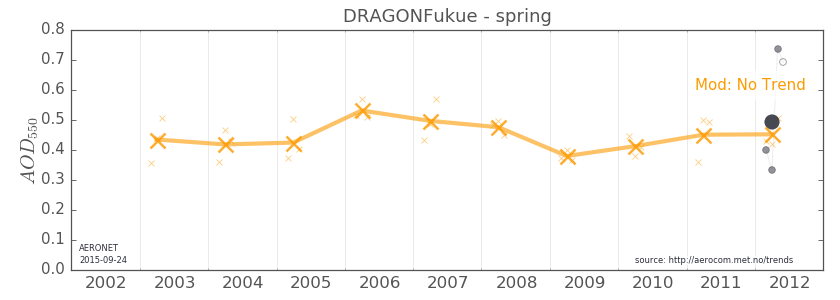 DRAGONFukue - spring
0.8
0.7
0.6
0.5
0.4
0.3
0.2
0.1
0.0
AOD550
Mod: No Trend
AERONET
2015-09-24
source: http://aerocom.met.no/trends
2002 2003 2004 2005 2006 2007 2008 2009 2010 2011 2012